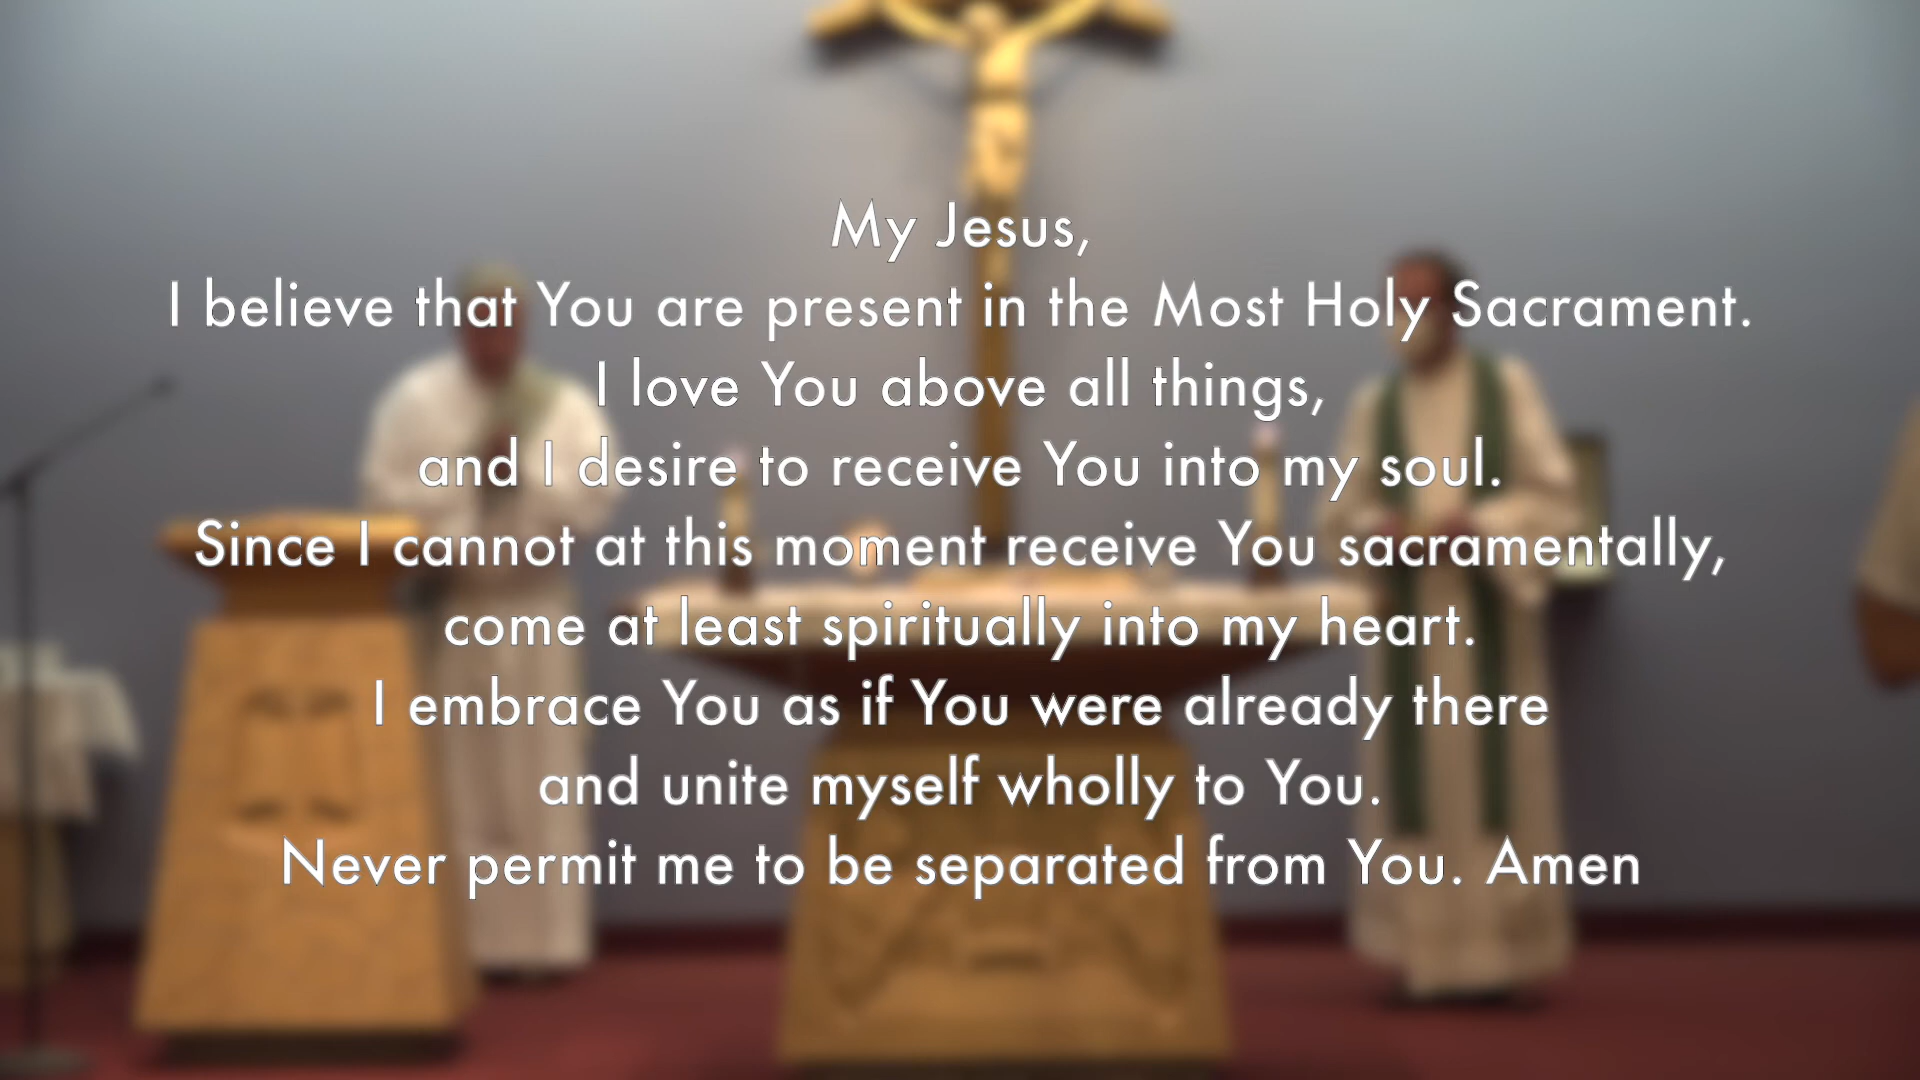 My Jesus,
I believe that You are present in the Most Holy Sacrament.
I love You above all things,
and I desire to receive You into my soul.
Since I cannot at this moment receive You sacramentally,
come at least spiritually into my heart.
I embrace You as if You were already there
and unite myself wholly to You.
Never permit me to be separated from You. Amen